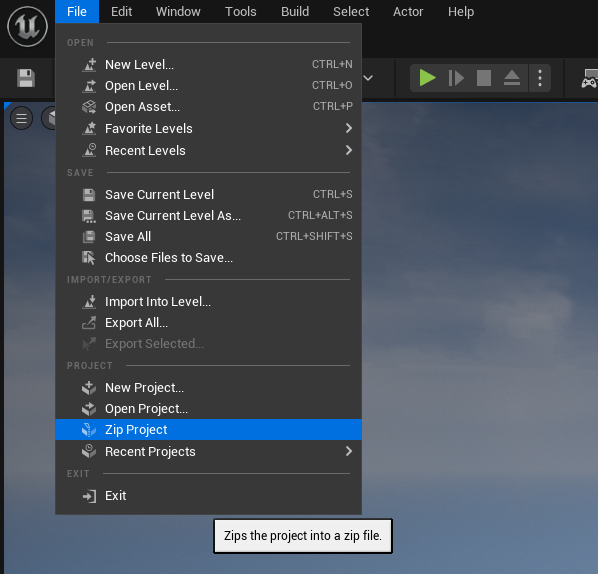 File Edit Window Tools Build Select Actor Help
OPEN
New Level... CTRL+N
Open Level... CTRL+O
Open Asset... CTRL+P
Favorite Levels
Recent Levels
SAVE
Save Current Level CTRL+S
Save Current Level As... CTRL+ALT+S
Save All CTRL+SHIFT+S
Choose Files to Save...
IMPORT/EXPORT
Import Into Level...
Export All...
Export Selected...
PROJECT
New Project...
Open Project...
Zip Project
Recent Projects
EXIT
Exit
Zips the project into a zip file.